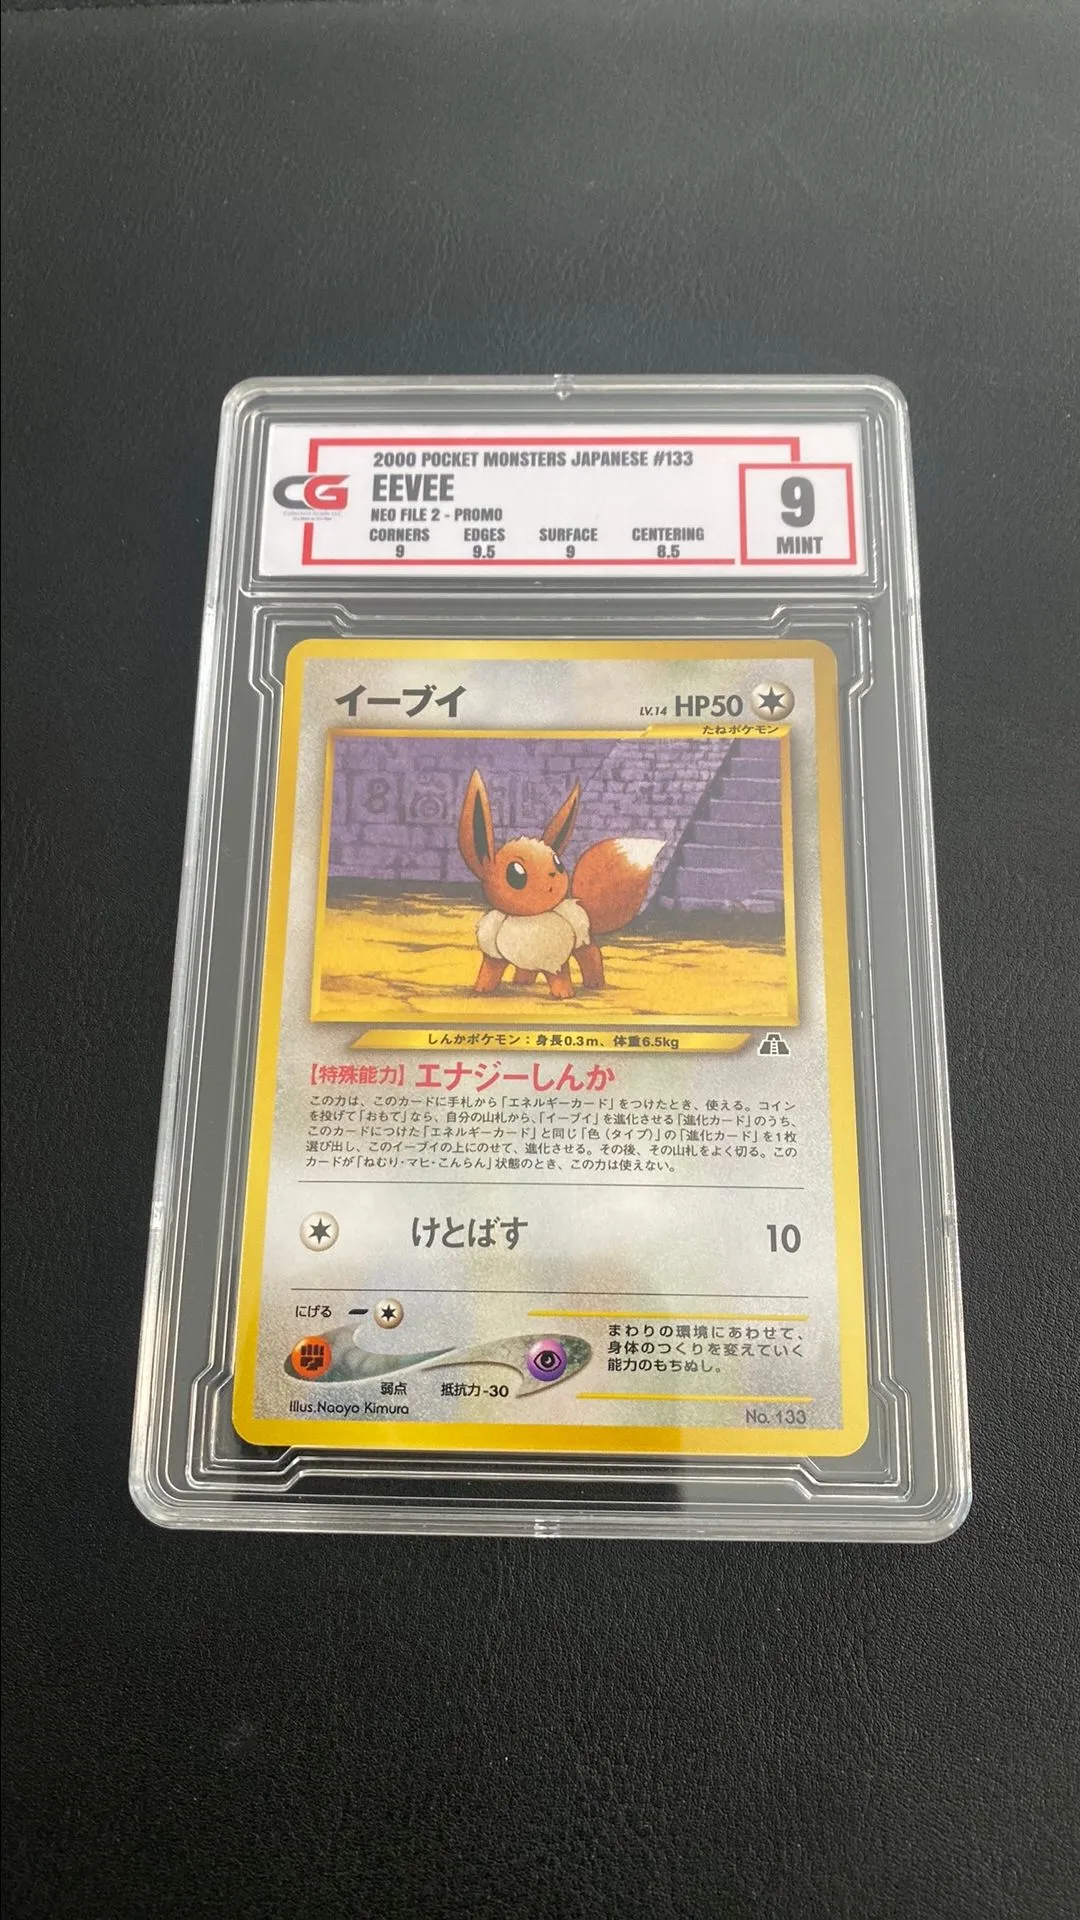 2000 POCKET MONSTERS JAPANESE #133
CG
EEVEE
NEO FILE 2 - PROMO
CORNERS EDGES SURFACE CENTERING
9 9.5 9 8.5
9
MINT
イーブイ
LV.14 HP50
たねポケモン
しんかポケモン：身長0.3m、体重6.5kg
【特殊能力】エナジーしんか
この力は、このカードに手札から「エネルギーカード」をつけたとき、使える。コイン
を投げて「おもて」なら、自分の山札から、「イーブイ」を進化させる「進化カード」のうち、
このカードにつけた「エネルギーカード」と同じ「色（タイプ）」の「進化カード」を1枚
選び出し、このイーブイの上にのせて、進化させる。その後、その山札をよく切る。この
カードが「ねむり・マヒ・こんらん」状態のとき、この力は使えない。
けとばす 10
にげる
弱点 抵抗力-30
まわりの環境にあわせて、
身体のつくりを変えていく
能力のもちぬし。
Illus.Naoyo Kimura
No. 133